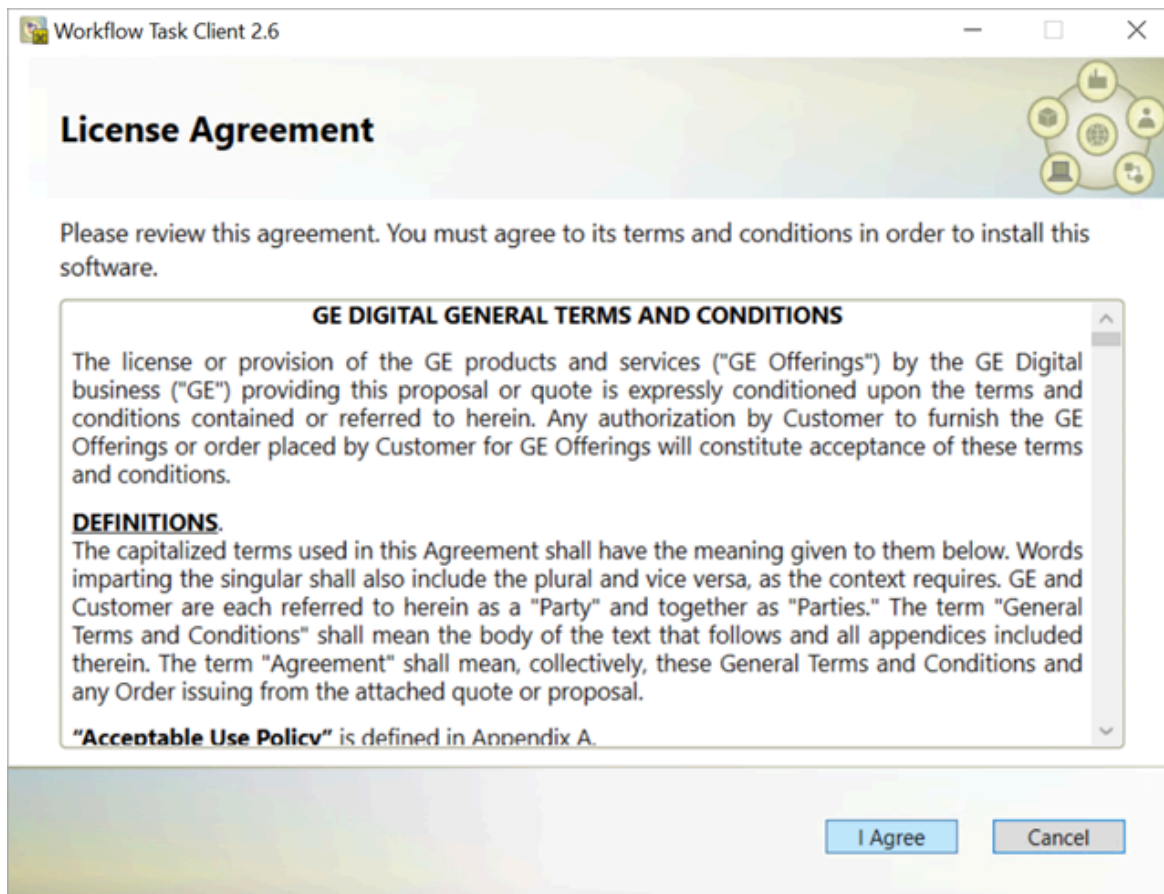 Workflow Task Client 2.6
License Agreement
Please review this agreement. You must agree to its terms and conditions in order to install this
software.
GE DIGITAL GENERAL TERMS AND CONDITIONS
The license or provision of the GE products and services ("GE Offerings") by the GE Digital
business ("GE") providing this proposal or quote is expressly conditioned upon the terms and
conditions contained or referred to herein. Any authorization by Customer to furnish the GE
Offerings or order placed by Customer for GE Offerings will constitute acceptance of these terms
and conditions.
DEFINITIONS.
The capitalized terms used in this Agreement shall have the meaning given to them below. Words
imparting the singular shall also include the plural and vice versa, as the context requires. GE and
Customer are each referred to herein as a "Party" and together as "Parties." The term "General
Terms and Conditions" shall mean the body of the text that follows and all appendices included
therein. The term "Agreement" shall mean, collectively, these General Terms and Conditions and
any Order issuing from the attached quote or proposal.
“Acceptable Use Policy” is defined in Appendix A.
I Agree
Cancel